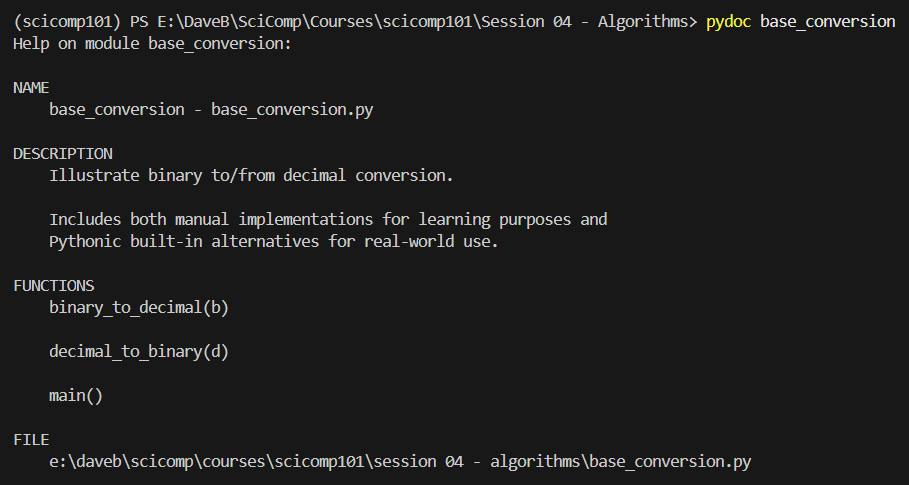 (scicomp101) PS E:\DaveB\SciComp\Courses\scicomp101\Session 04 - Algorithms> pydoc base_conversion
Help on module base_conversion:
NAME
base_conversion - base_conversion.py
DESCRIPTION
Illustrate binary to/from decimal conversion.
Includes both manual implementations for learning purposes and
Pythonic built-in alternatives for real-world use.
FUNCTIONS
binary_to_decimal(b)
decimal_to_binary(d)
main()
FILE
e:\daveb\scicomp\courses\scicomp101\session 04 - algorithms\base_conversion.py